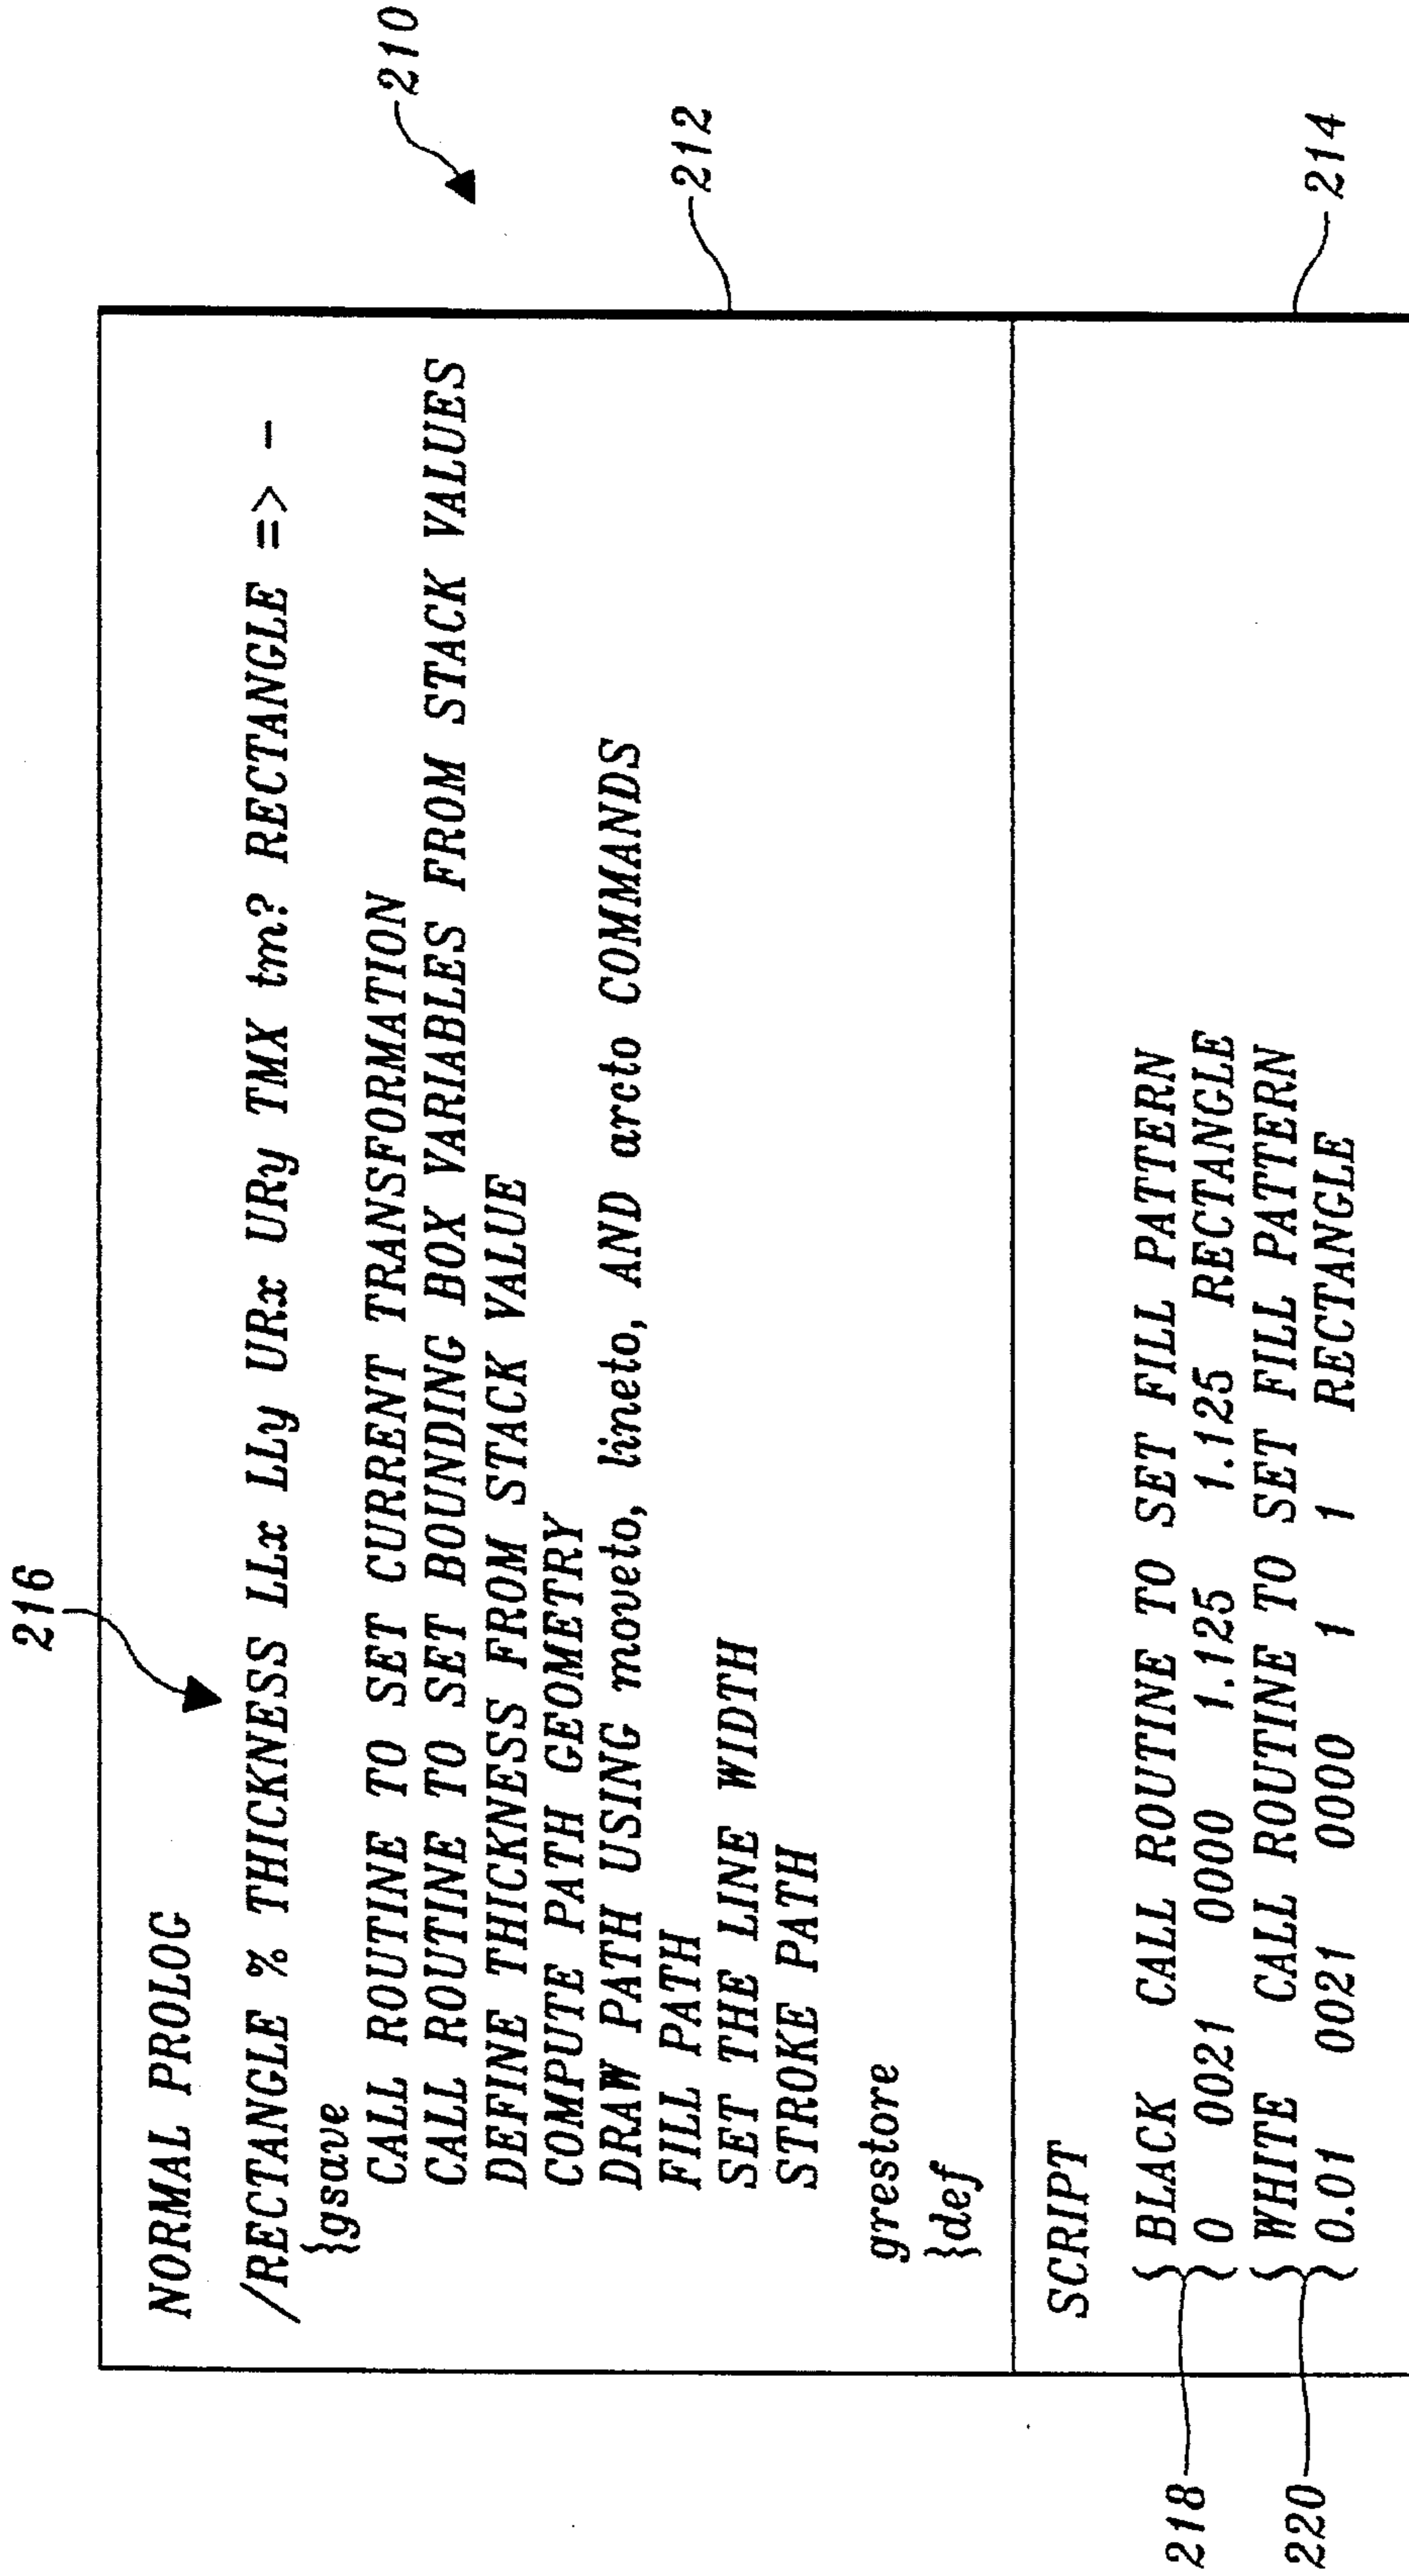 216
NORMAL PROLOG
/RECTANGLE % THICKNESS LLx LLy URx URy TMX tm? RECTANGLE => -
}gsave
CALL ROUTINE TO SET CURRENT TRANSFORMATION
CALL ROUTINE TO SET BOUNDING BOX VARIABLES FROM STACK VALUES
DEFINE THICKNESS FROM STACK VALUE
COMPUTE PATH GEOMETRY
DRAW PATH USING moveto, lineto, AND arcto COMMANDS
FILL PATH
SET THE LINE WIDTH
STROKE PATH
grestore
}def
210
212
SCRIPT
BLACK CALL ROUTINE TO SET FILL PATTERN
0 0021 0000 1.125 1.125 RECTANGLE
WHITE CALL ROUTINE TO SET FILL PATTERN
0.01 0021 0000 1 1 RECTANGLE
214
218
220